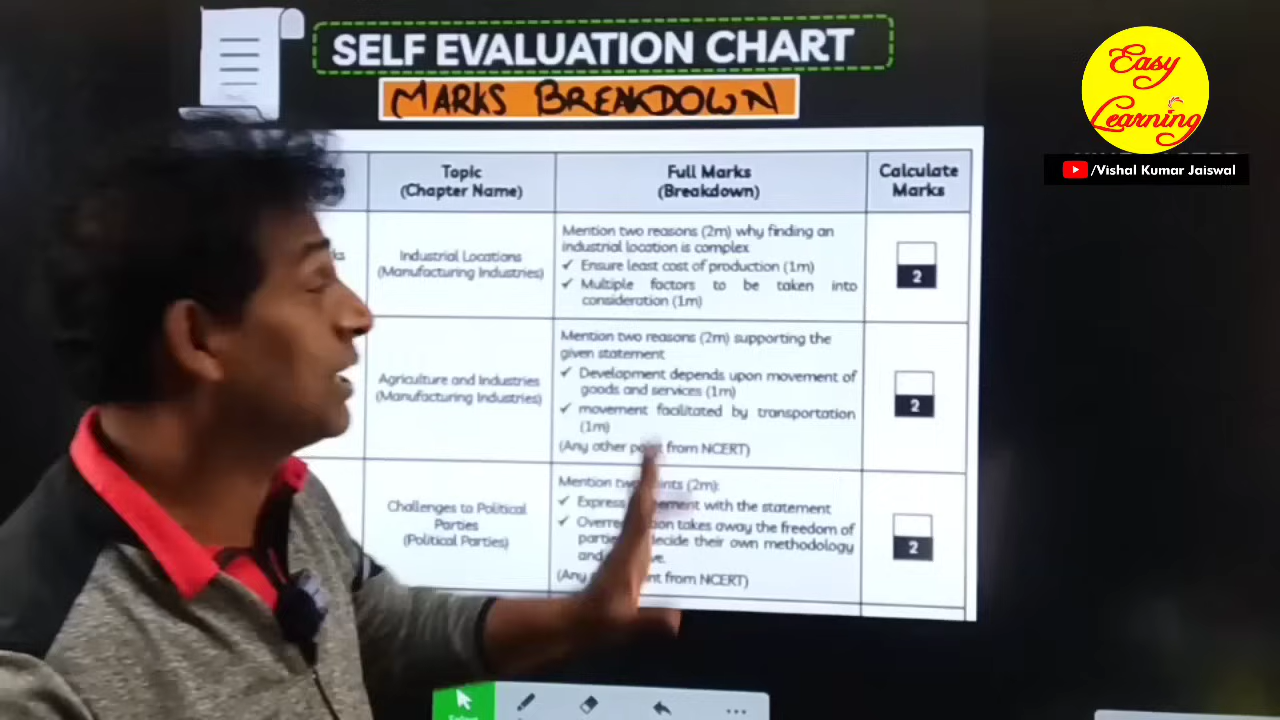 SELF EVALUATION CHART
MARKS BREAKDOWN
Easy
Learning
/Vishal Kumar Jaiswal
Topic
(Chapter Name)
Full Marks
(Breakdown)
Calculate
Marks
Industrial Locations
(Manufacturing Industries)
Mention two reasons (2m) why finding an
industrial location is complex
✓ Ensure least cost of production (1m)
✓ Multiple factors to be taken into
consideration (1m)
2
Agriculture and Industries
(Manufacturing Industries)
Mention two reasons (2m) supporting the
given statement
✓ Development depends upon movement of
goods and services (1m)
✓ movement facilitated by transportation
(1m)
(Any other point from NCERT)
2
Challenges to Political
Parties
(Political Parties)
Mention two points (2m):
✓ Express with the statement
✓ takes away the freedom of
decide their own methodology
and
(Any from NCERT)
2